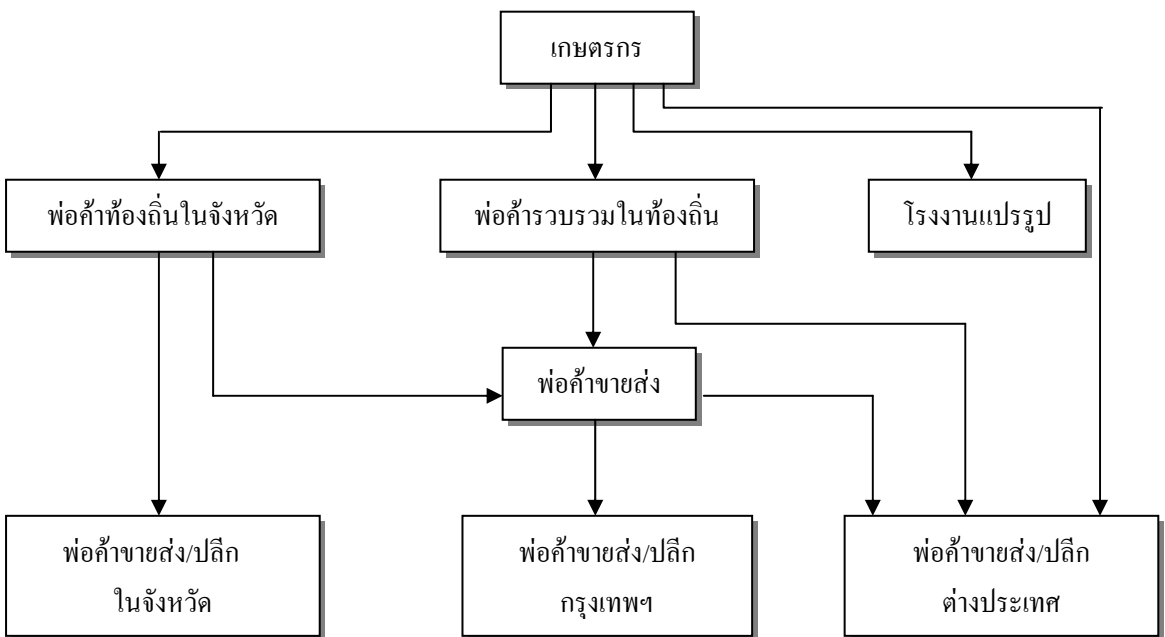 เกษตรกร
พ่อค้าท้องถิ่นในจังหวัด
พ่อค้ารวบรวมในท้องถิ่น
โรงงานแปรรูป
พ่อค้าขายส่ง
พ่อค้าขายส่ง/ปลีก
ในจังหวัด
พ่อค้าขายส่ง/ปลีก
กรุงเทพฯ
พ่อค้าขายส่ง/ปลีก
ต่างประเทศ